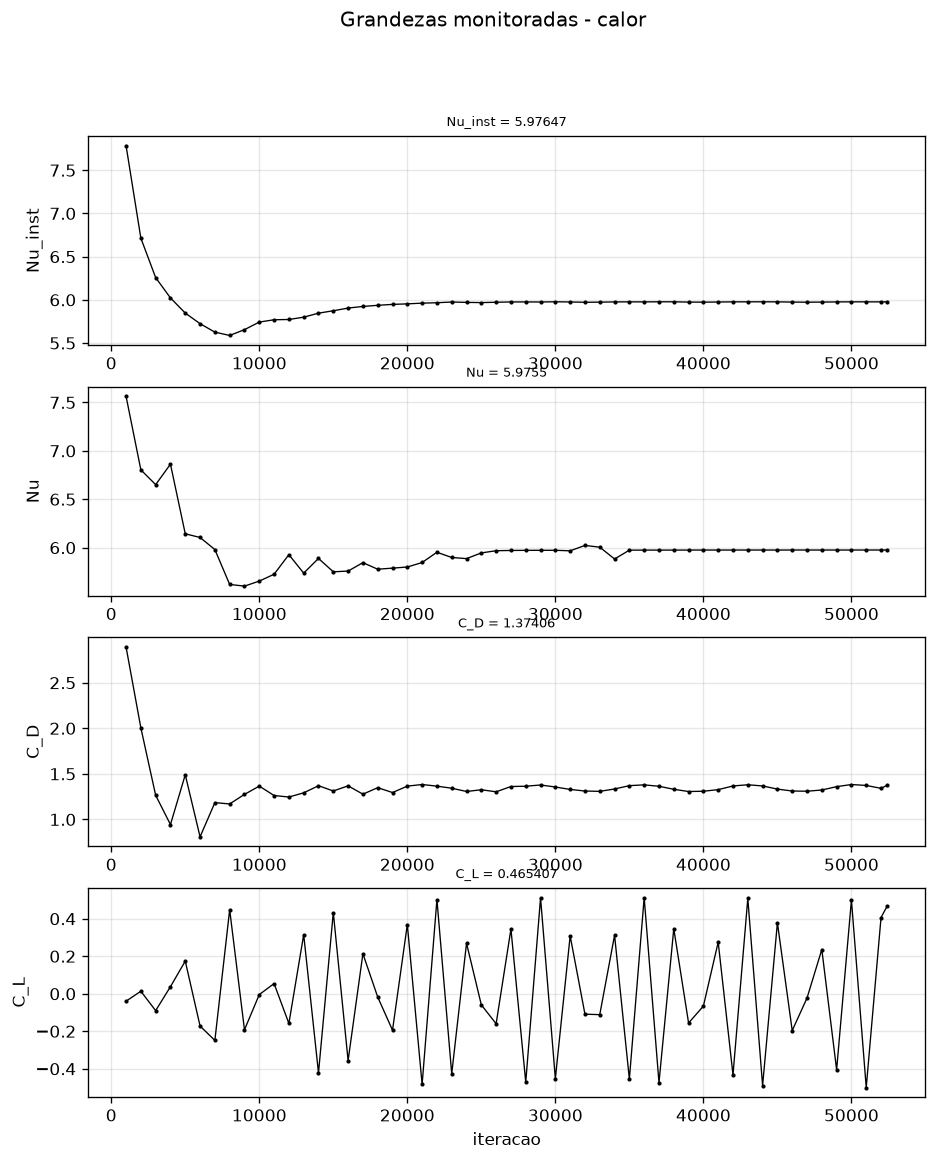 Grandezas monitoradas - calor
Nu_inst = 5.97647
7.5
7.0
6.5
6.0
5.5
Nu_inst
0 10000 20000 30000 40000 50000
Nu = 5.9755
7.5
7.0
6.5
6.0
Nu
0 10000 20000 30000 40000 50000
C_D = 1.37406
2.5
2.0
1.5
1.0
C_D
0 10000 20000 30000 40000 50000
C_L = 0.465407
0.4
0.2
0.0
−0.2
−0.4
C_L
0 10000 20000 30000 40000 50000
iteracao